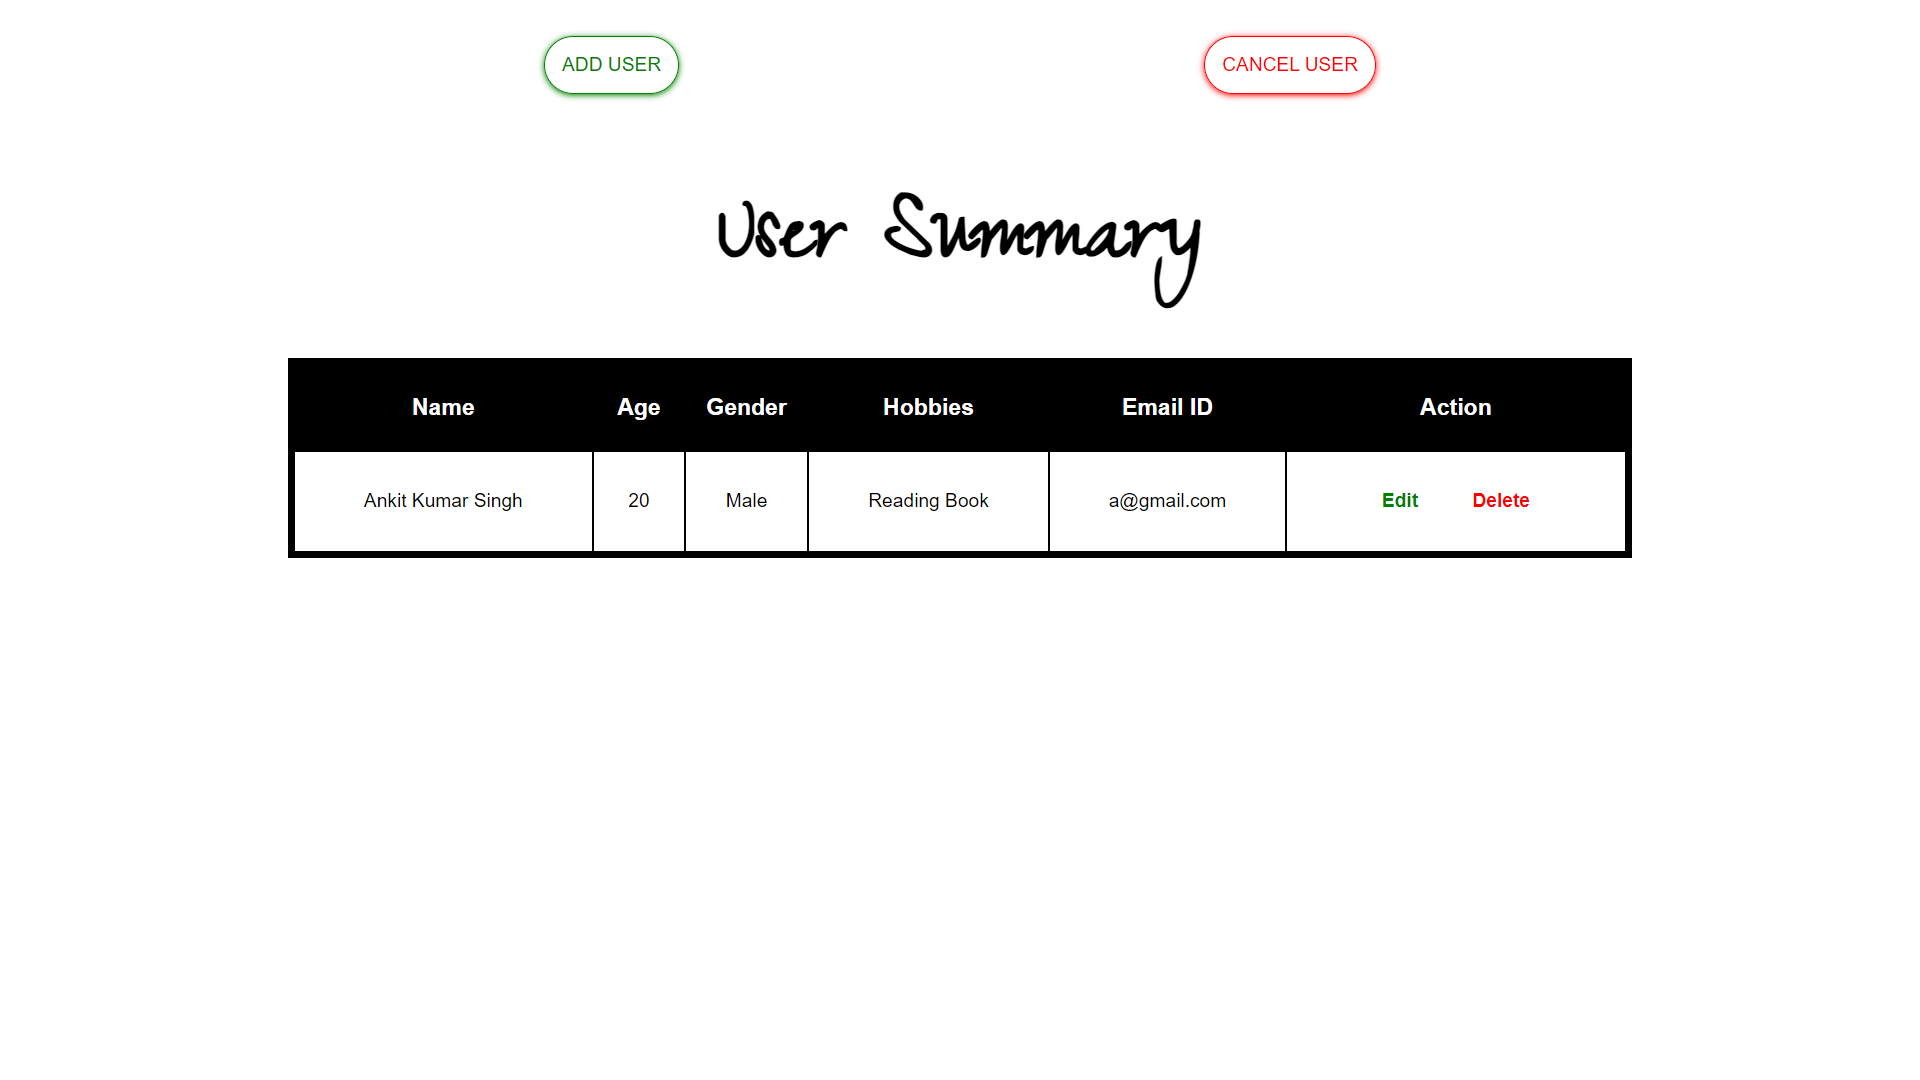 ADD USER CANCEL USER
User Summary
Name Age Gender Hobbies Email ID Action
Ankit Kumar Singh 20 Male Reading Book a@gmail.com Edit Delete